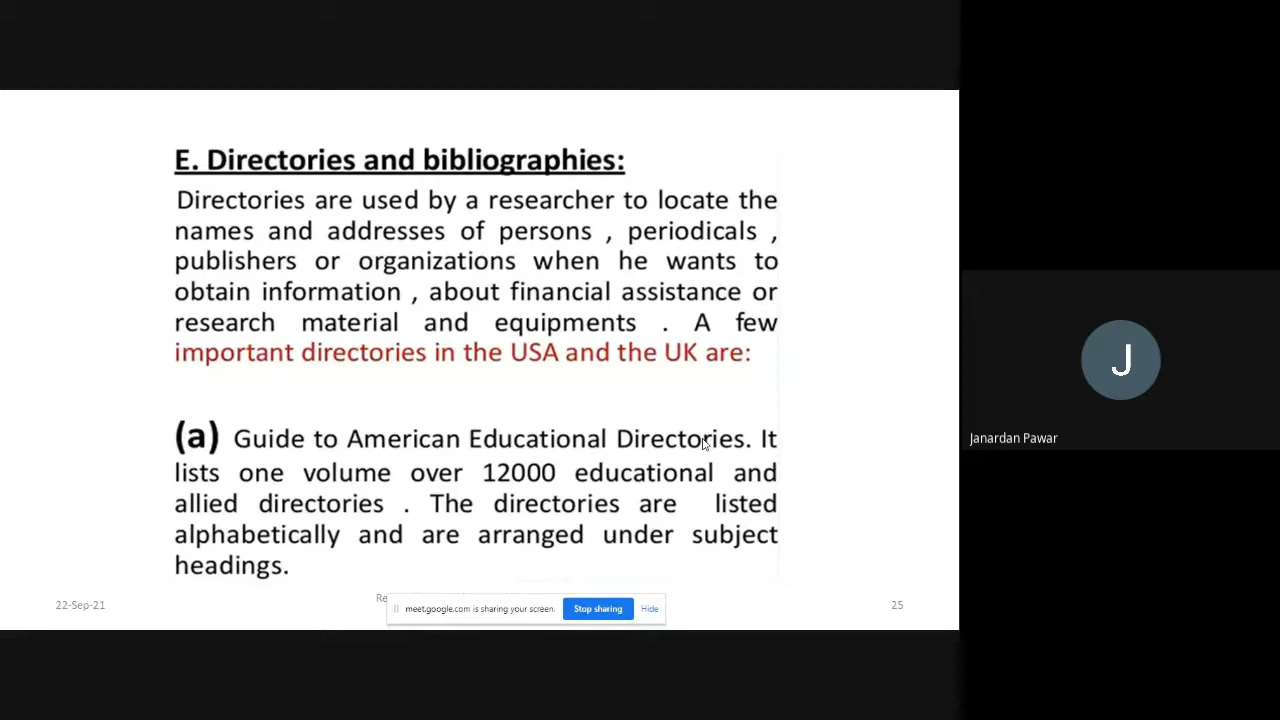 E. Directories and bibliographies:
Directories are used by a researcher to locate the
names and addresses of persons , periodicals ,
publishers or organizations when he wants to
obtain information , about financial assistance or
research material and equipments . A few
important directories in the USA and the UK are:
(a) Guide to American Educational Directories. It
lists one volume over 12000 educational and
allied directories . The directories are listed
alphabetically and are arranged under subject
headings.
22-Sep-21
meet.google.com is sharing your screen.
Stop sharing
Hide
25
J
Janardan Pawar